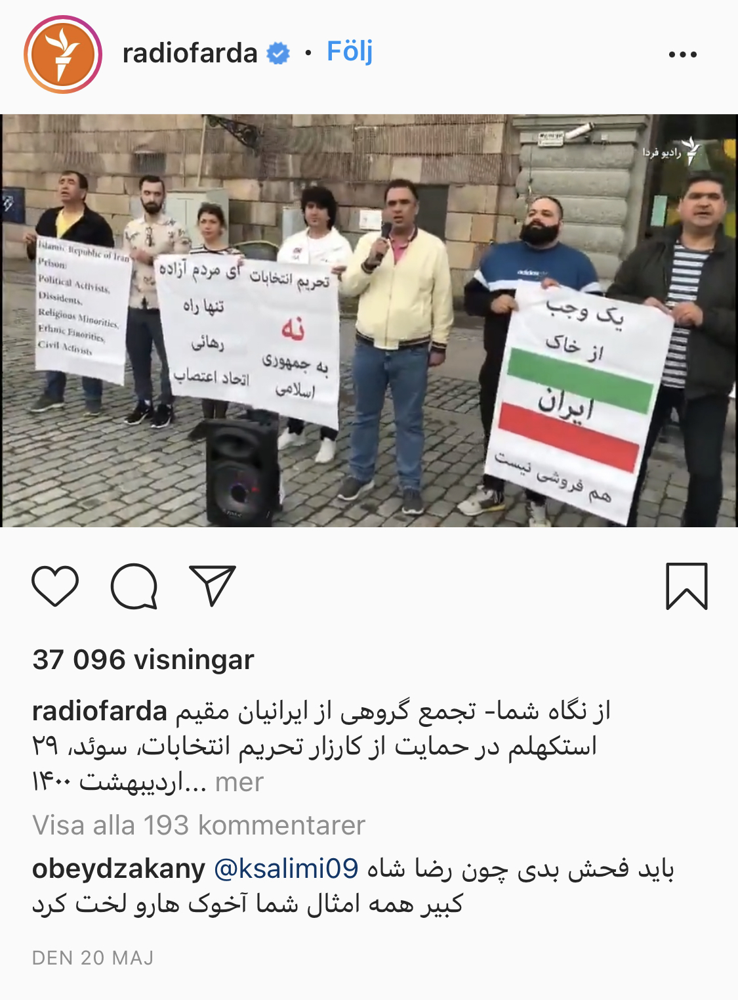 radiofarda • Följ
رادیو فردا
Islamic Republic of Iran
Prison:
Political Activists,
Dissidents,
Religious Minorities,
Ethnic Einorities,
Civil Activists
ای مردم آزاده
تنها راه
رهائی
اتحاد اعتصاب
تحریم انتخابات
نه
به جمهوری
اسلامی
adidas
یک وجب
از خاک
ایران
هم فروشی نیست
37 096 visningar
radiofarda از نگاه شما- تجمع گروهی از ایرانیان مقیم
استکهلم در حمایت از کارزار تحریم انتخابات، سوئد، ۲۹
اردیبهشت ۱۴۰۰... mer
Visa alla 193 kommentarer
obeydzakany @ksalimi09 باید فحش بدی چون رضا شاه
کبیر همه امثال شما آخوک هارو لخت کرد
DEN 20 MAJ